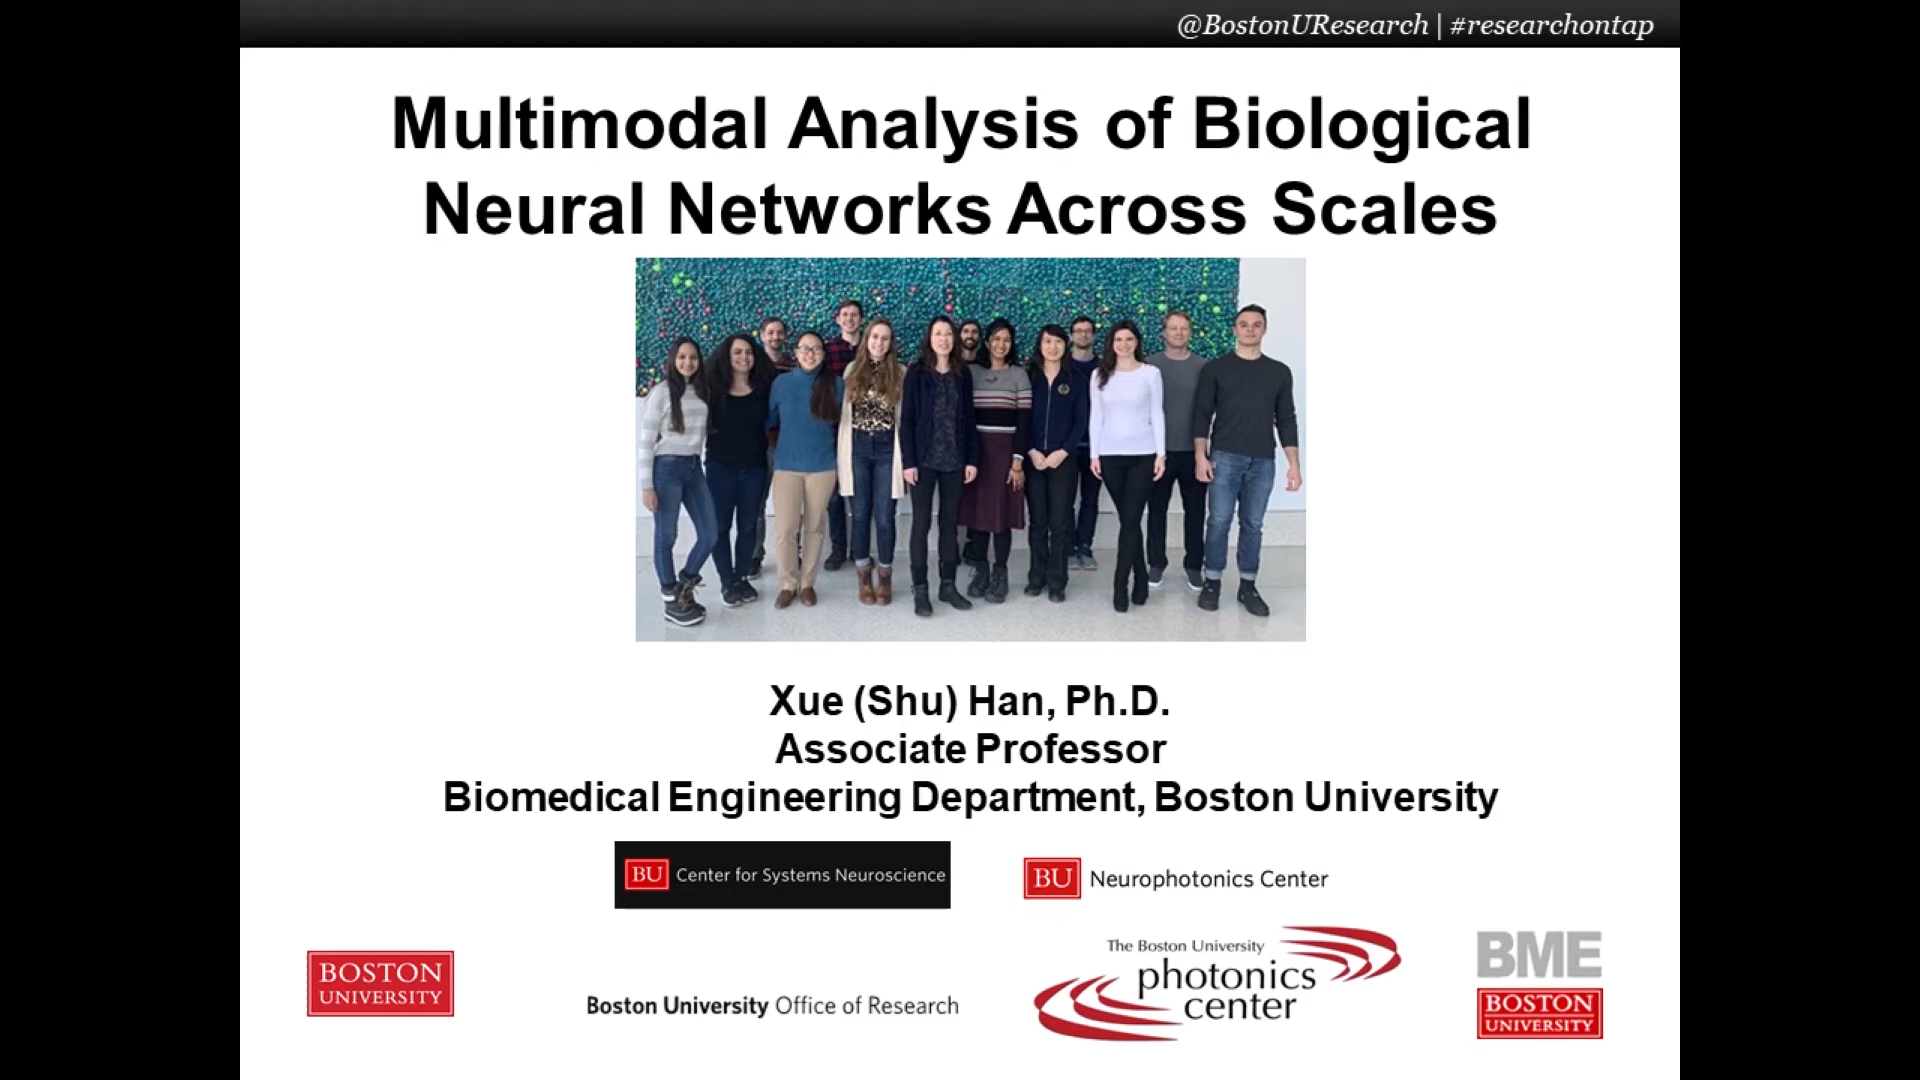 @BostonUResearch | #researchontap
Multimodal Analysis of Biological
Neural Networks Across Scales
Xue (Shu) Han, Ph.D.
Associate Professor
Biomedical Engineering Department, Boston University
BU Center for Systems Neuroscience
BU Neurophotonics Center
BOSTON
UNIVERSITY
Boston University Office of Research
The Boston University
photonics
center
BME
BOSTON
UNIVERSITY